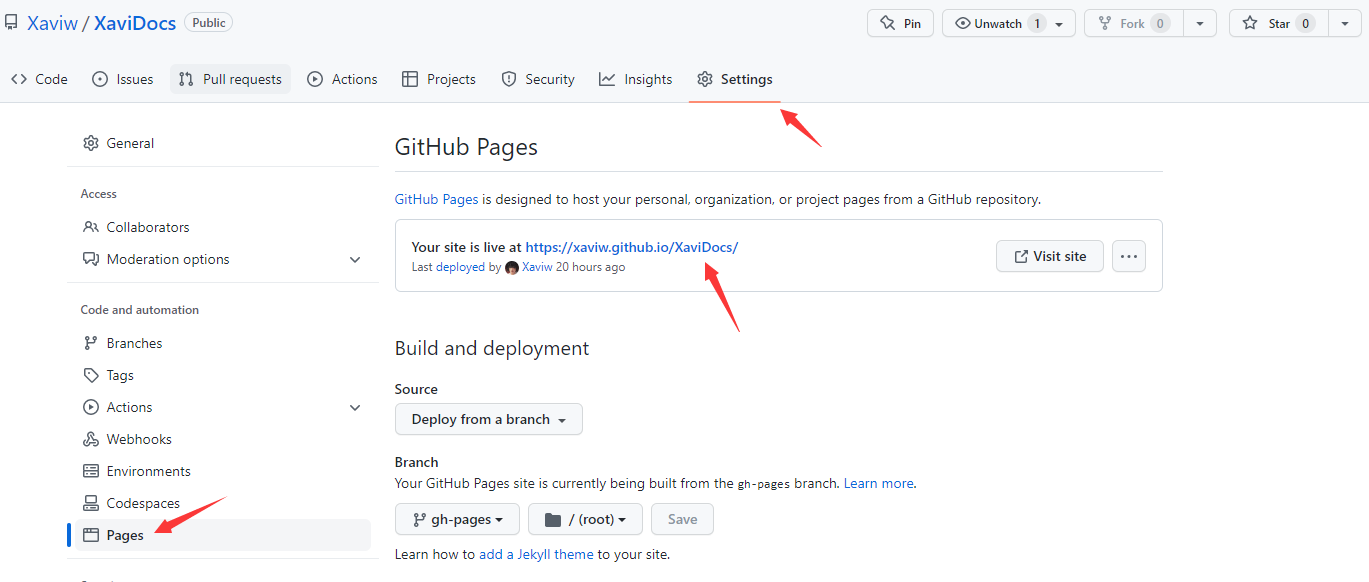 Xaviw / XaviDocs Public
Pin
Unwatch 1
Fork 0
Star 0
Code
Issues
Pull requests
Actions
Projects
Security
Insights
Settings
General
Access
Collaborators
Moderation options
Code and automation
Branches
Tags
Actions
Webhooks
Environments
Codespaces
Pages
GitHub Pages
GitHub Pages is designed to host your personal, organization, or project pages from a GitHub repository.
Your site is live at https://xaviw.github.io/XaviDocs/
Last deployed by Xaviw 20 hours ago
Visit site
Build and deployment
Source
Deploy from a branch
Branch
Your GitHub Pages site is currently being built from the gh-pages branch. Learn more.
gh-pages
/ (root)
Save
Learn how to add a Jekyll theme to your site.